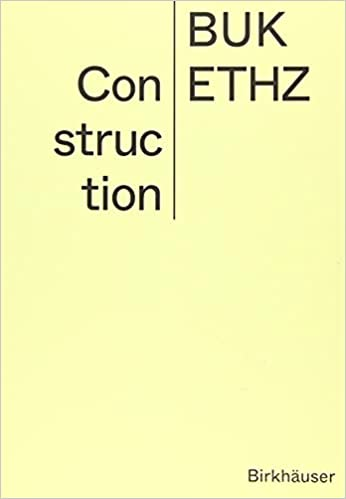 BUK
ETHZ
Con
struc
tion
Birkhäuser